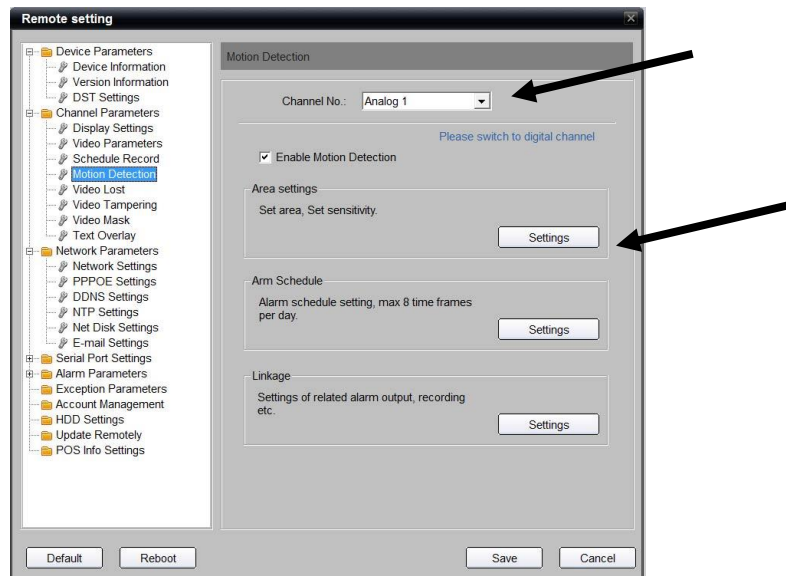 Remote setting
Device Parameters
Device Information
Version Information
DST Settings
Channel Parameters
Display Settings
Video Parameters
Schedule Record
Motion Detection
Video Lost
Video Tampering
Video Mask
Text Overlay
Network Parameters
Network Settings
PPPOE Settings
DDNS Settings
NTP Settings
Net Disk Settings
E-mail Settings
Serial Port Settings
Alarm Parameters
Exception Parameters
Account Management
HDD Settings
Update Remotely
POS Info Settings
Motion Detection
Channel No.: Analog 1
Please switch to digital channel
Enable Motion Detection
Area settings
Set area, Set sensitivity.
Settings
Arm Schedule
Alarm schedule setting, max 8 time frames
per day.
Settings
Linkage
Settings of related alarm output, recording
etc.
Settings
Default Reboot Save Cancel